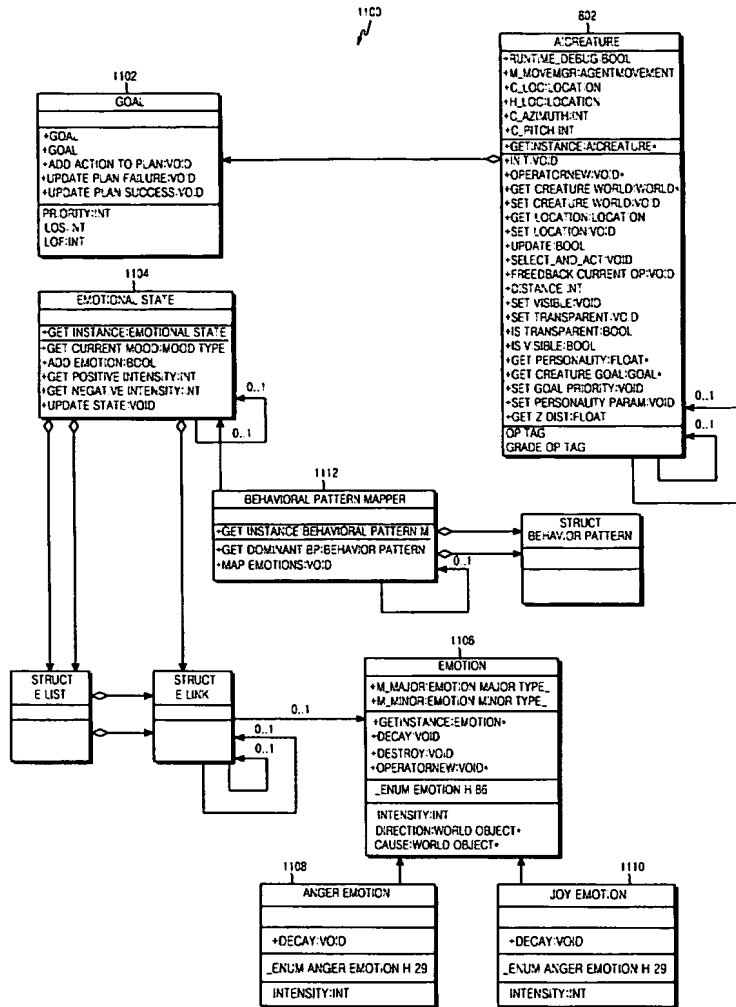 1100
802
AICREATURE
+RUNTIME_DEBUG:BOOL
+M_MOVEMGR:AGENTMOVEMENT
+C_LOC:LOCATION
+H_LOC:LOCATION
+C_AZIMUTH:INT
+C_PITCH:INT
+GETINSTANCE:AICREATURE*
+INIT:VOID
+OPERATORNEW:VOID*
+GET CREATURE WORLD:WORLD*
+SET CREATURE WORLD:VOID
+GET LOCATION:LOCATION
+SET LOCATION:VOID
+UPDATE:BOOL
+SELECT_AND_ACT:VOID
+FREEDBACK CURRENT OP:VOID
+DISTANCE:INT
+SET VISIBLE:VOID
+SET TRANSPARENT:VOID
+IS TRANSPARENT:BOOL
+IS VISIBLE:BOOL
+GET PERSONALITY:FLOAT*
+GET CREATURE GOAL:GOAL*
+SET GOAL PRIORITY:VOID
+SET PERSONALITY PARAM:VOID
+GET Z DIST:FLOAT
OP TAG
GRADE OP TAG
0..1
0..1
1102
GOAL
+GOAL
+GOAL
+ADD ACTION TO PLAN:VOID
+UPDATE PLAN FAILURE:VOID
+UPDATE PLAN SUCCESS:VOID
PRIORITY:INT
LOS:INT
LOF:INT
1104
EMOTIONAL STATE
+GET INSTANCE:EMOTIONAL STATE
+GET CURRENT MOOD:MOOD TYPE
+ADD EMOTION:BOOL
+GET POSITIVE INTENSITY:INT
+GET NEGATIVE INTENSITY:INT
+UPDATE STATE:VOID
0..1
0..1
1112
BEHAVIORAL PATTERN MAPPER
+GET INSTANCE BEHAVIORAL PATTERN M
+GET DOMINANT BP:BEHAVIOR PATTERN
+MAP EMOTIONS:VOID
0..1
0..1
STRUCT
BEHAVIOR PATTERN
STRUCT
E LIST
STRUCT
E LINK
0..1
0..1
0..1
0..1
1106
EMOTION
+M_MAJOR:EMOTION MAJOR TYPE_
+M_MINOR:EMOTION MINOR TYPE_
+GETINSTANCE:EMOTION*
+DECAY:VOID
+DESTROY:VOID
+OPERATORNEW:VOID*
_ENUM EMOTION H 86
INTENSITY:INT
DIRECTION:WORLD OBJECT*
CAUSE:WORLD OBJECT*
1108
ANGER EMOTION
+DECAY:VOID
_ENUM ANGER EMOTION H 29
INTENSITY:INT
1110
JOY EMOTION
+DECAY:VOID
_ENUM ANGER EMOTION H 29
INTENSITY:INT